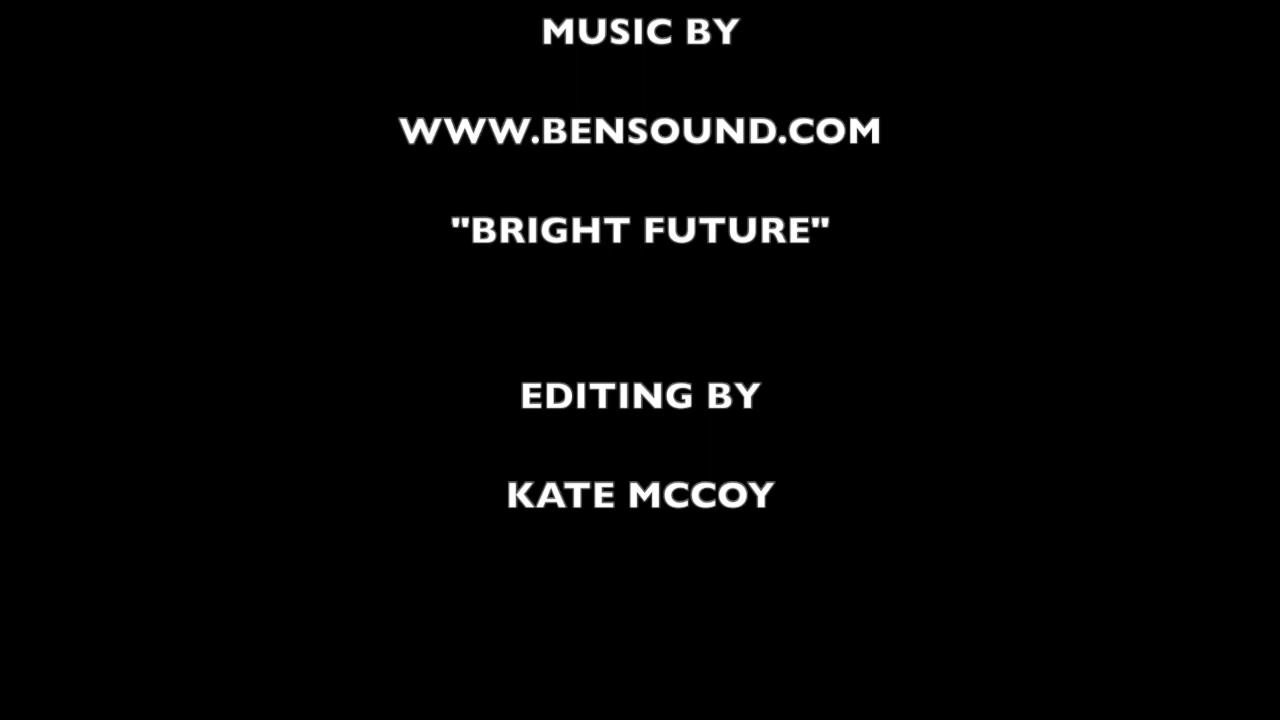 MUSIC BY
WWW.BENSOUND.COM
"BRIGHT FUTURE"
EDITING BY
KATE MCCOY